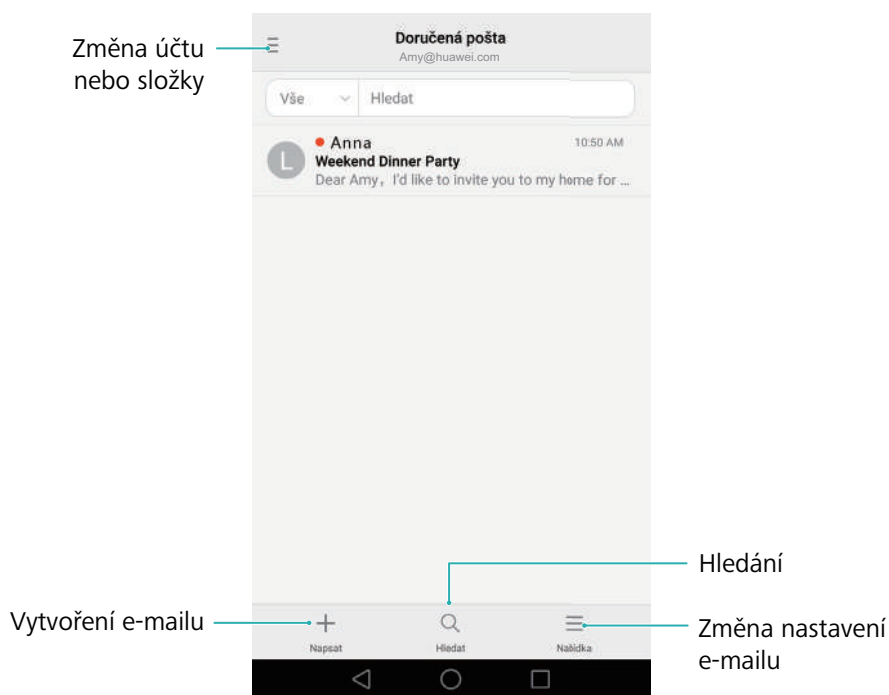 Změna účtu
nebo složky
Doručená pošta
Amy@huawei.com
Vše
Hledat
L
Anna
10:50 AM
Weekend Dinner Party
Dear Amy，I'd like to invite you to my home for ...
Hledání
Vytvoření e-mailu
Napsat
Hledat
Nabídka
Změna nastavení
e-mailu